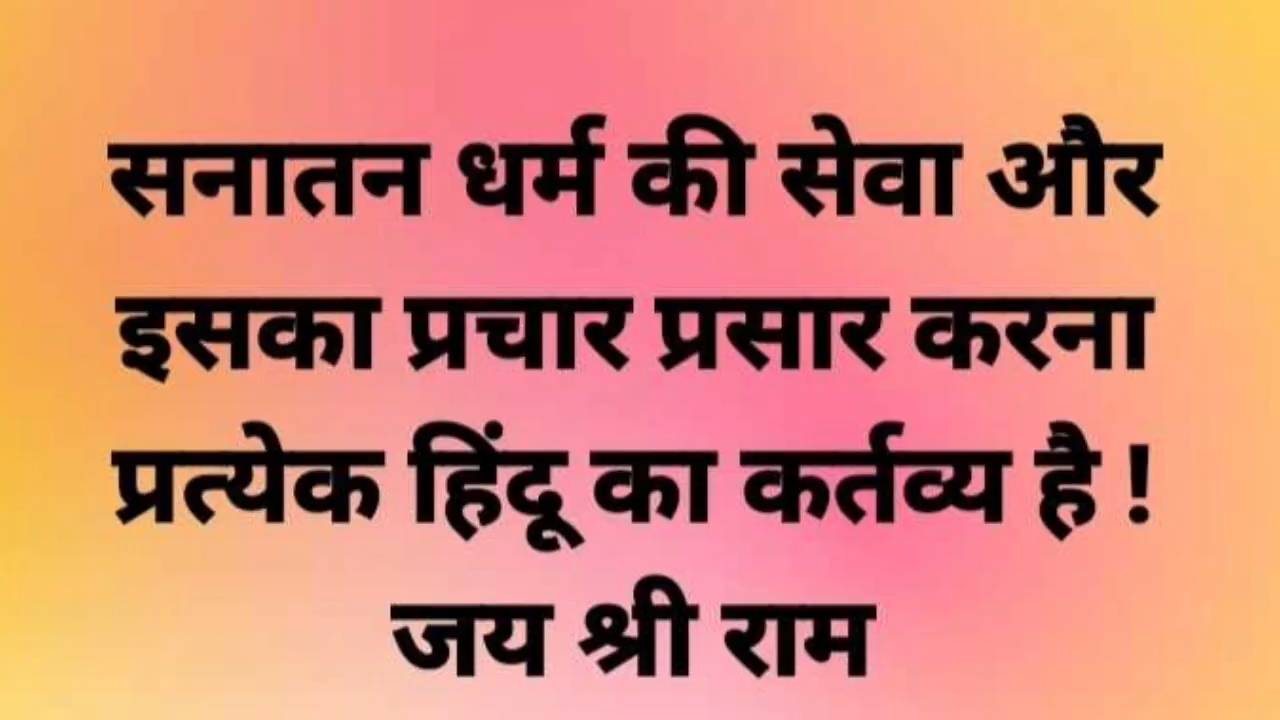 सनातन धर्म की सेवा और
इसका प्रचार प्रसार करना
प्रत्येक हिंदू का कर्तव्य है !
जय श्री राम